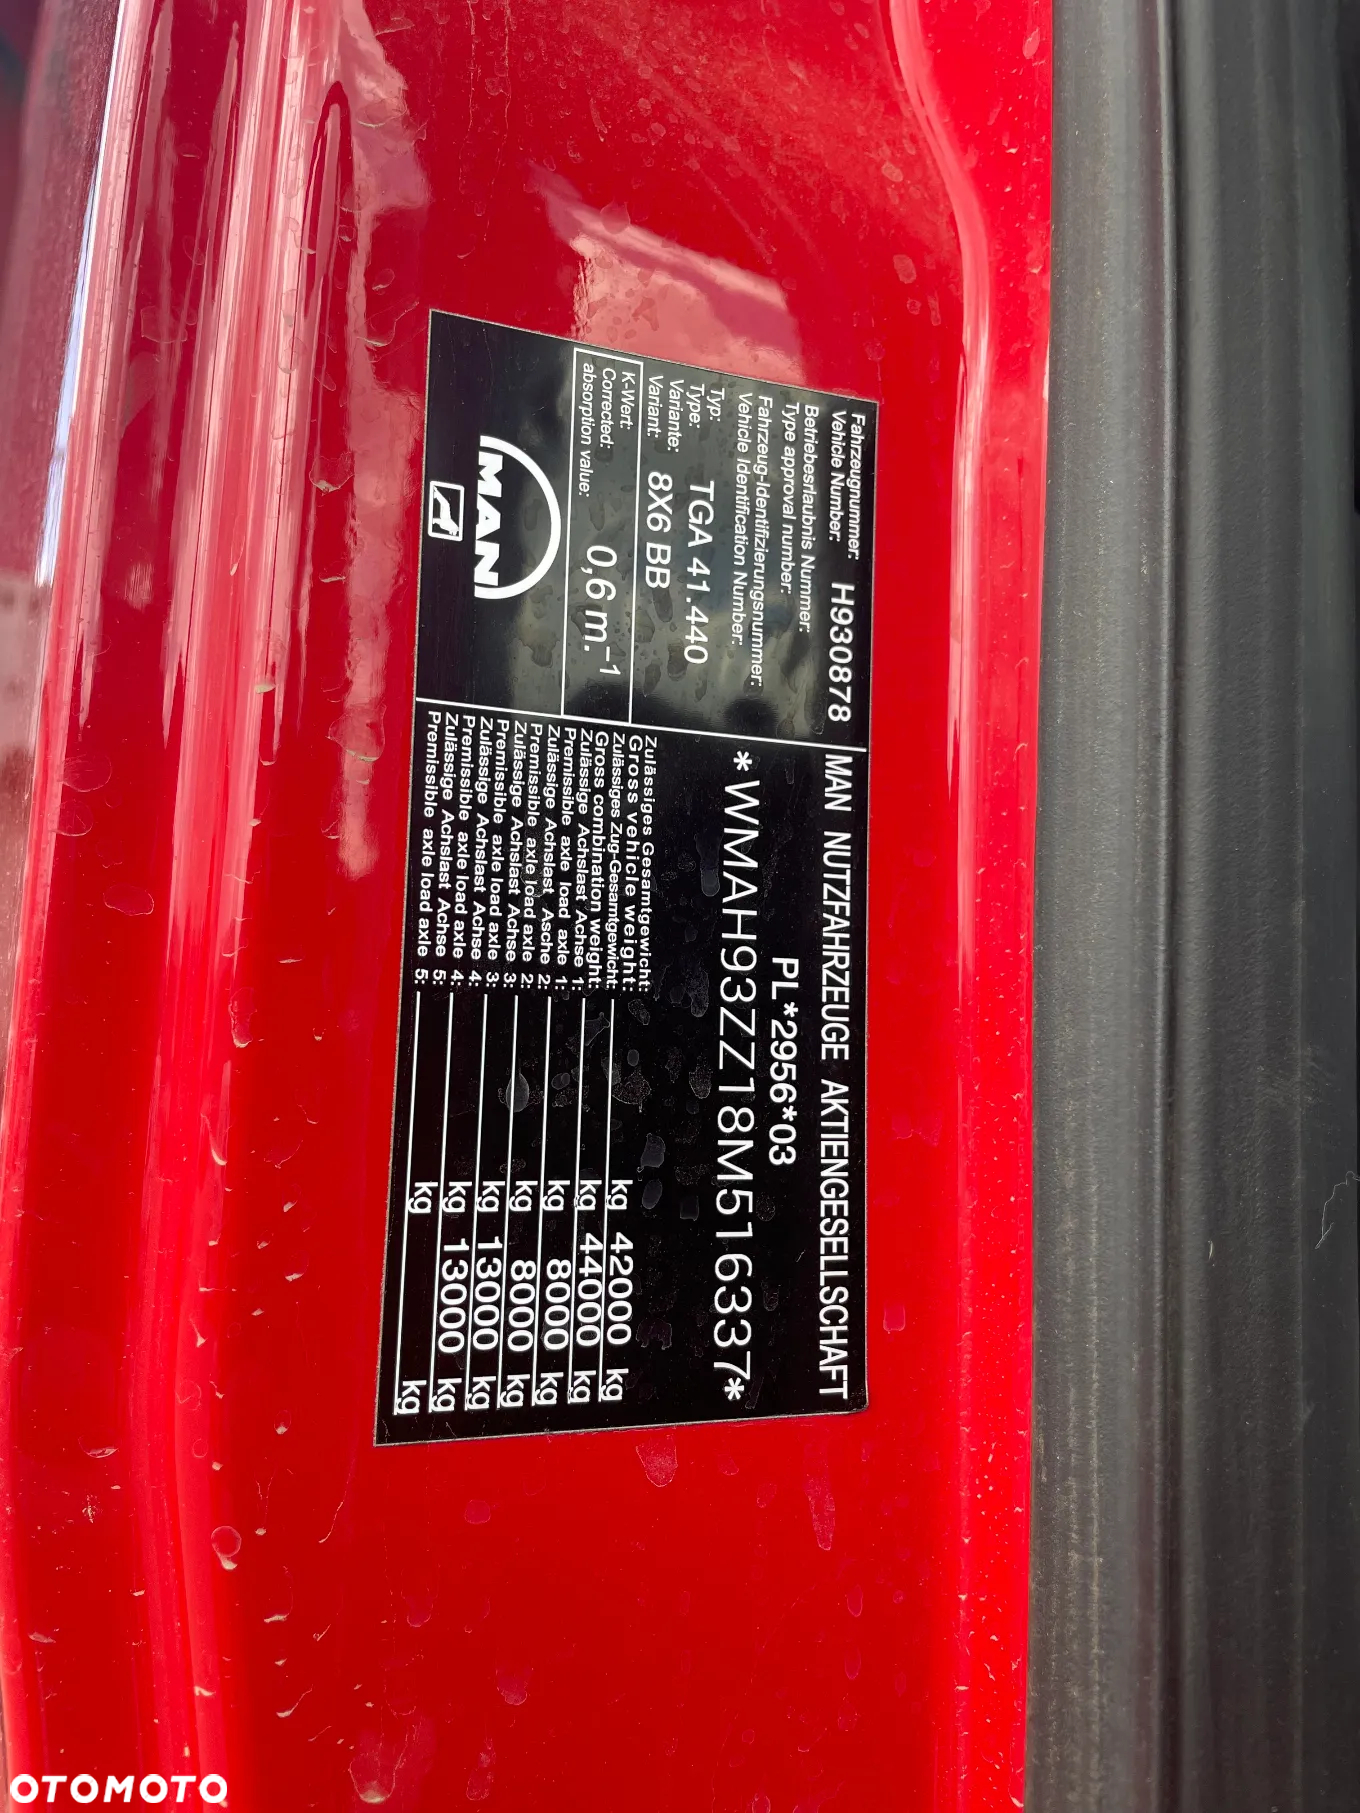 Fahrzeugnummer:
Vehicle Number: H930878
Betriebesrlaubnis Nummer:
Type approval number:
Fahrzeug-Identifizierungsnummer:
Vehicle Identification Number:
Typ:
Type: TGA 41.440
Variante:
Variant: 8X6 BB
K-Wert:
Corrected: 0,6 m.⁻¹
absorption value:
MAN
MAN NUTZFAHRZEUGE AKTIENGESELLSCHAFT
PL*2956*03
*WMAH93ZZ18M516337*
Zulässiges Gesamtgewicht:
Gross vehicle weight: kg 42000 kg
Zulässiges Zug-Gesamtgewicht:
Gross combination weight: kg 44000 kg
Zulässige Achslast Achse 1:
Premissible axle load axle 1: kg 8000 kg
Zulässige Achslast Asche 2:
Premissible axle load axle 2: kg 8000 kg
Zulässige Achslast Achse 3:
Premissible axle load axle 3: kg 13000 kg
Zulässige Achslast Achse 4:
Premissible axle load axle 4: kg 13000 kg
Zulässige Achslast Achse 5:
Premissible axle load axle 5: kg kg
OTOMOTO